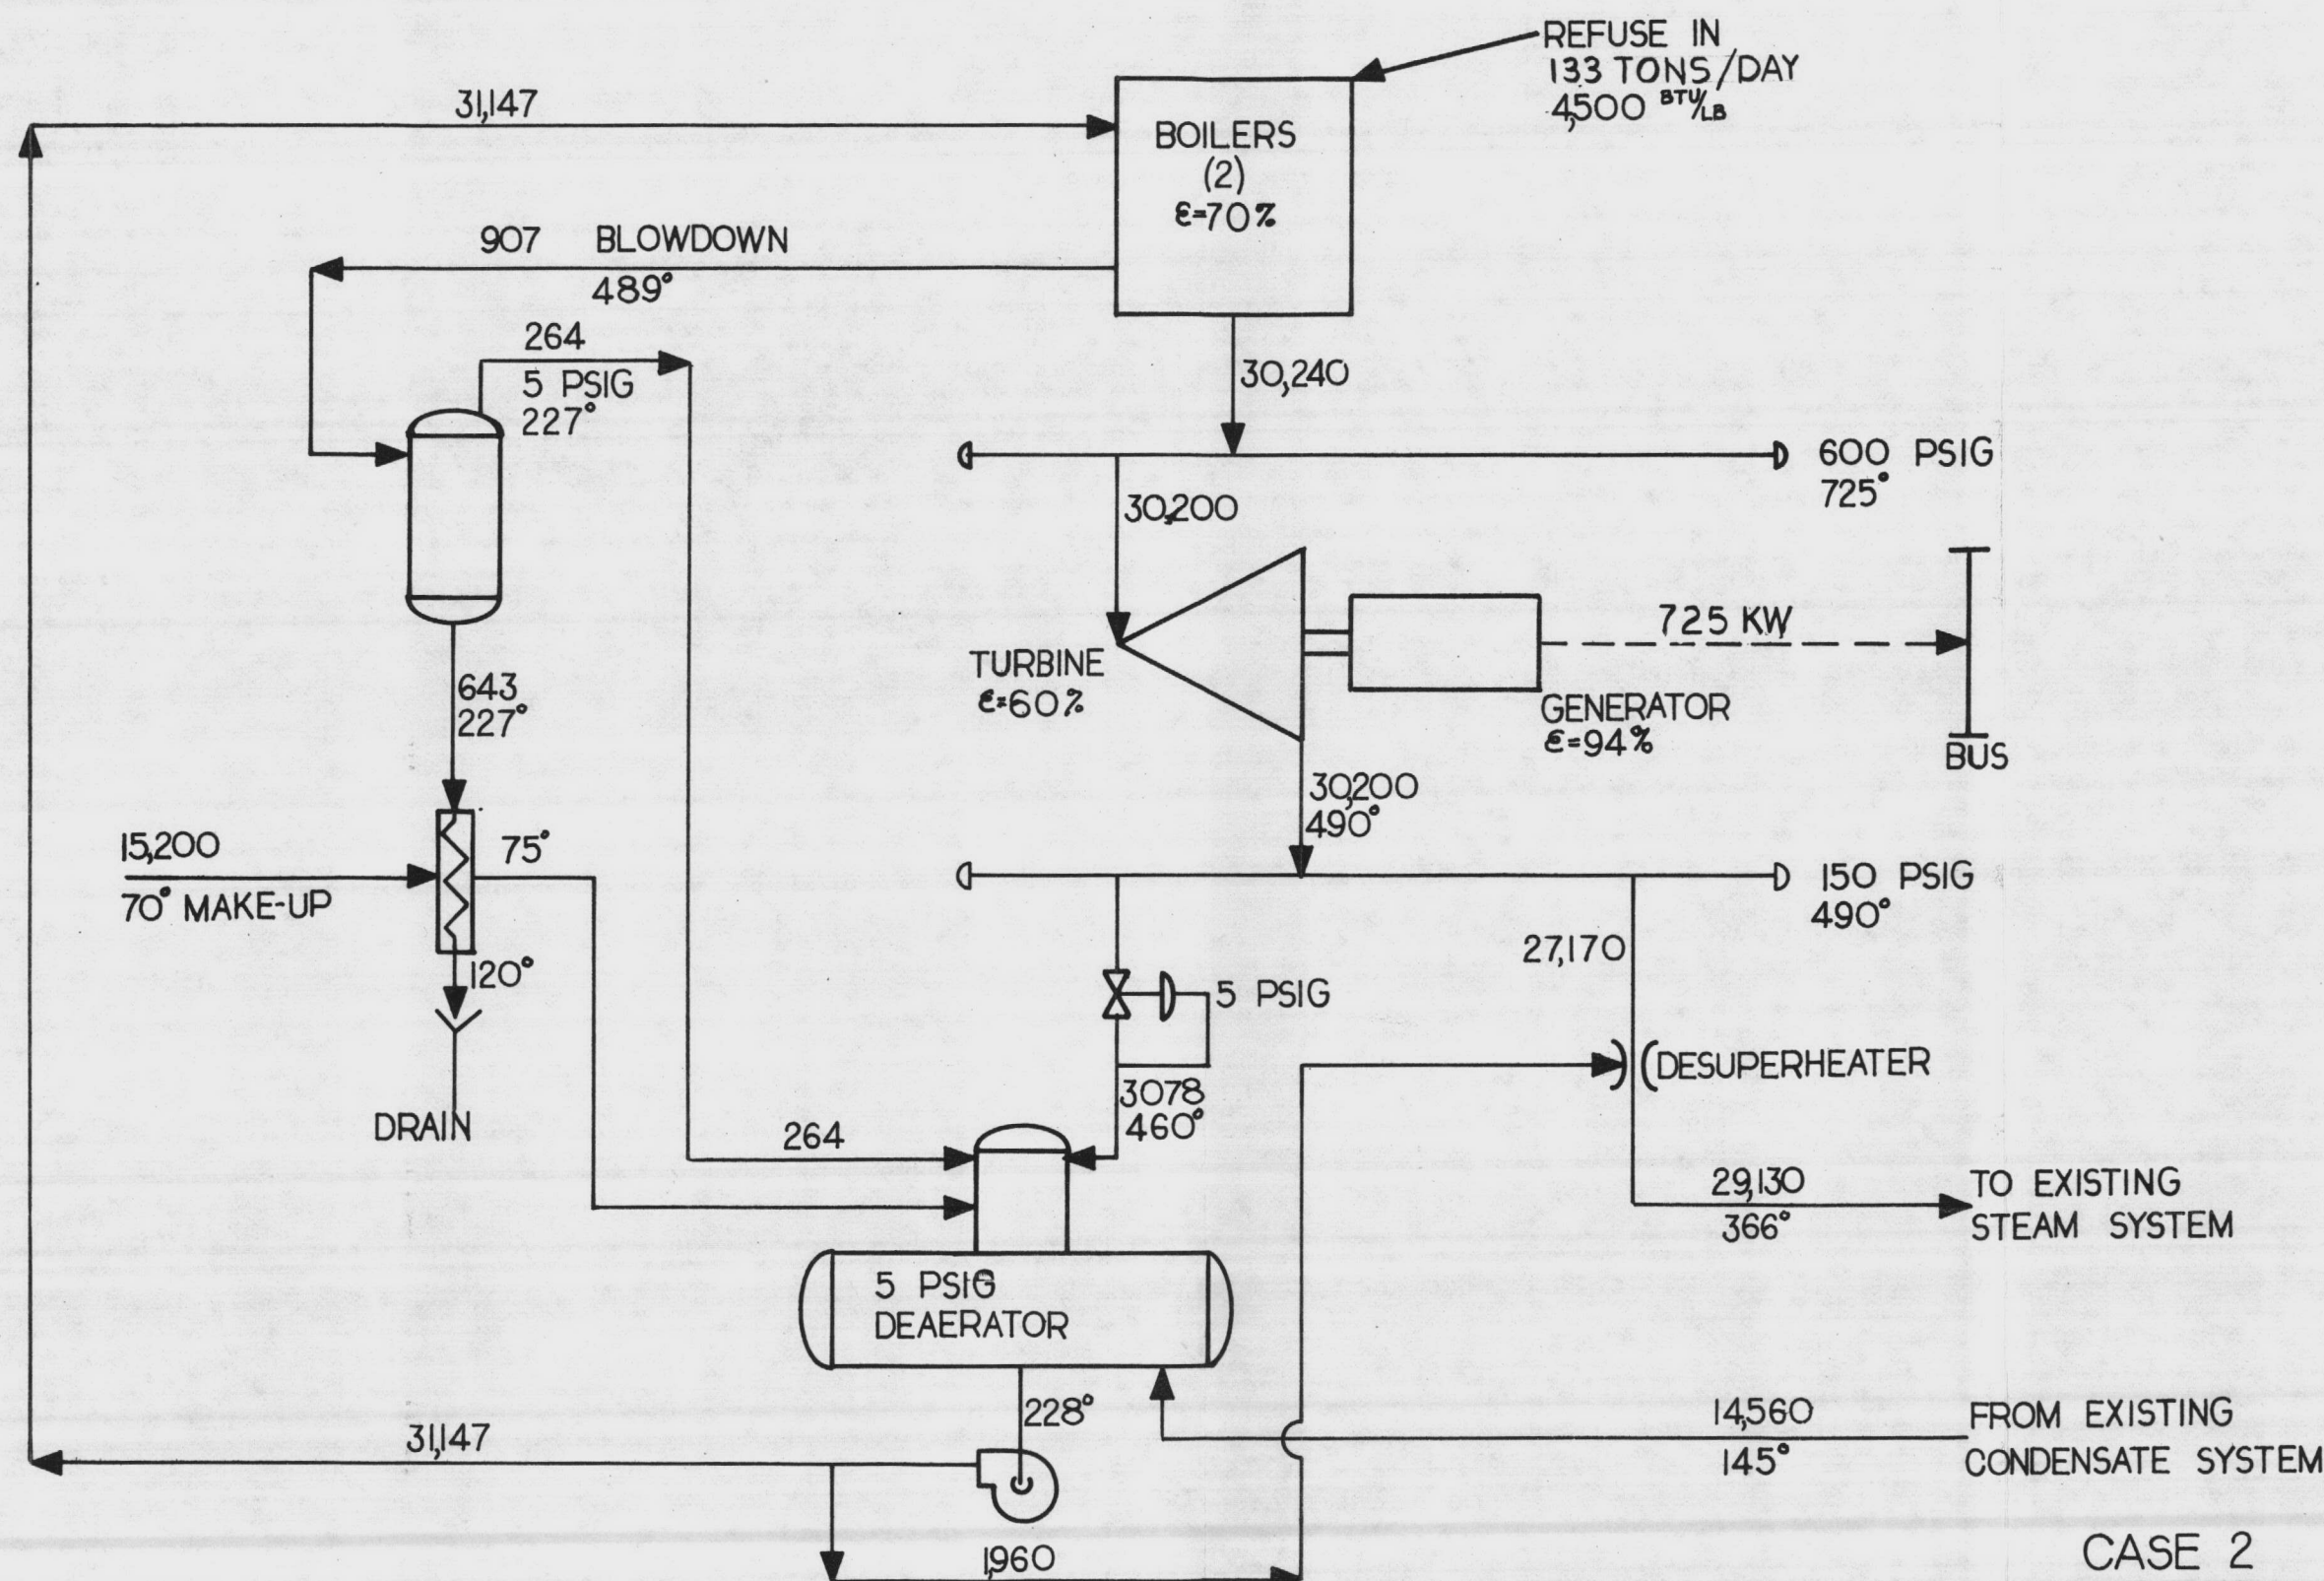 REFUSE IN
133 TONS/DAY
4,500 BTU/LB
31,147
BOILERS
(2)
ε=70%
907 BLOWDOWN
489°
264
5 PSIG
227°
30,240
600 PSIG
725°
30,200
725 KW
TURBINE
ε=60%
643
227°
GENERATOR
ε=94%
BUS
30,200
490°
15,200
70° MAKE-UP
75°
150 PSIG
490°
27,170
120°
5 PSIG
DESUPERHEATER
3078
460°
DRAIN
264
29,130
366°
TO EXISTING
STEAM SYSTEM
5 PSIG
DEAERATOR
228°
14,560
145°
FROM EXISTING
CONDENSATE SYSTEM
31,147
1,960
CASE 2